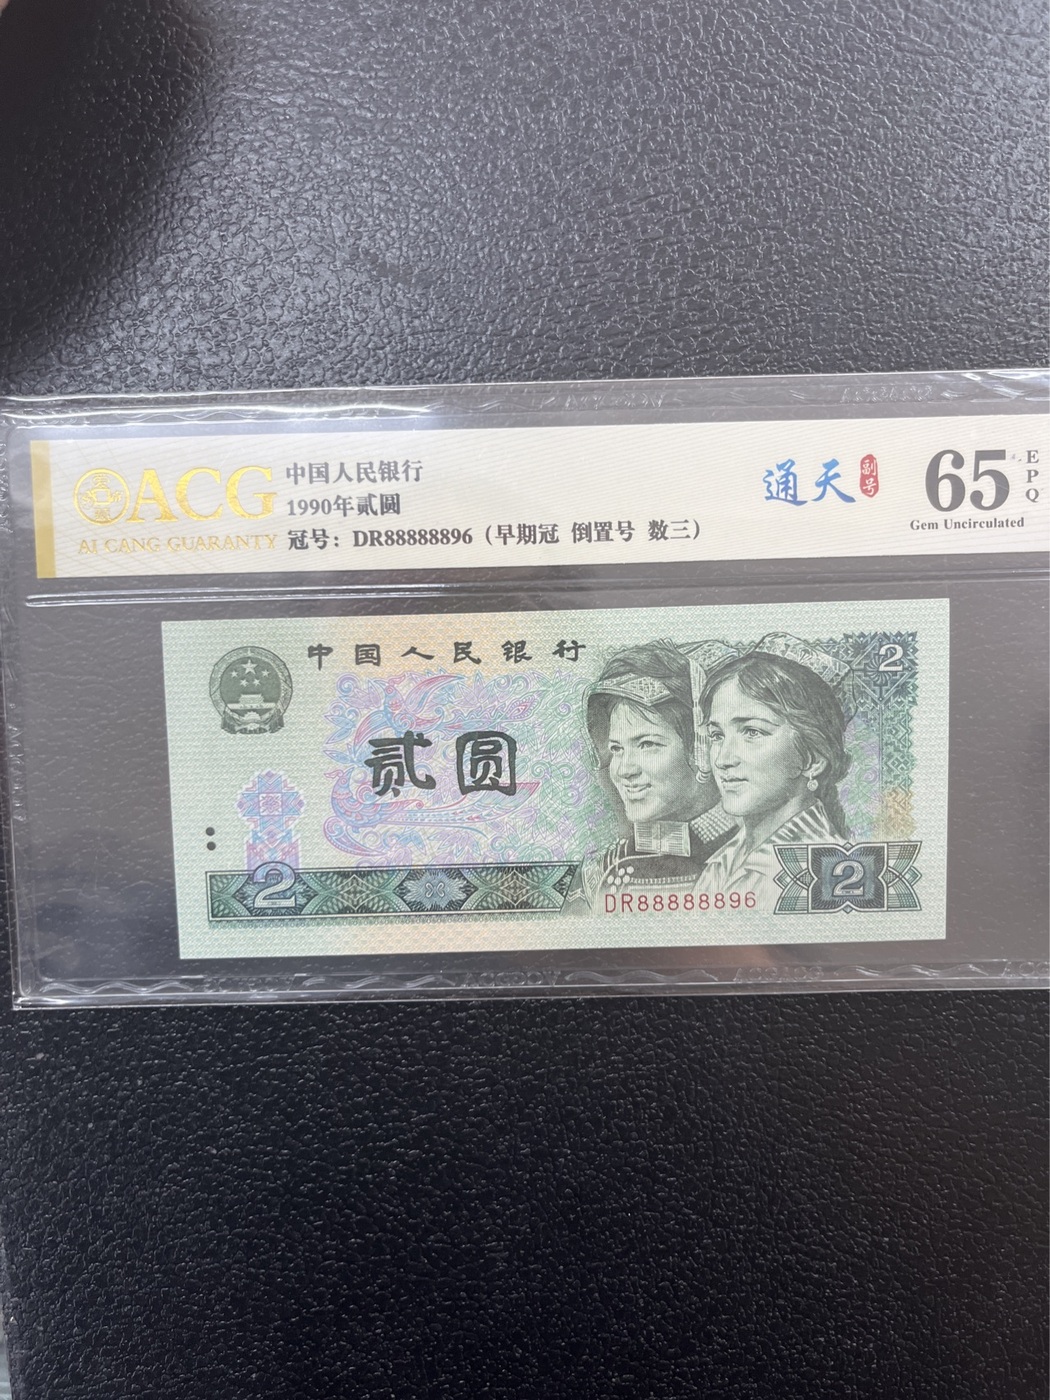 ACG
AI CANG GUARANTY
中国人民银行
1990年贰圆
冠号：DR88888896（早期冠 倒置号 数三）
通天
副号
65
EPQ
Gem Uncirculated
中国人民银行
2
贰圆
2
2
DR88888896